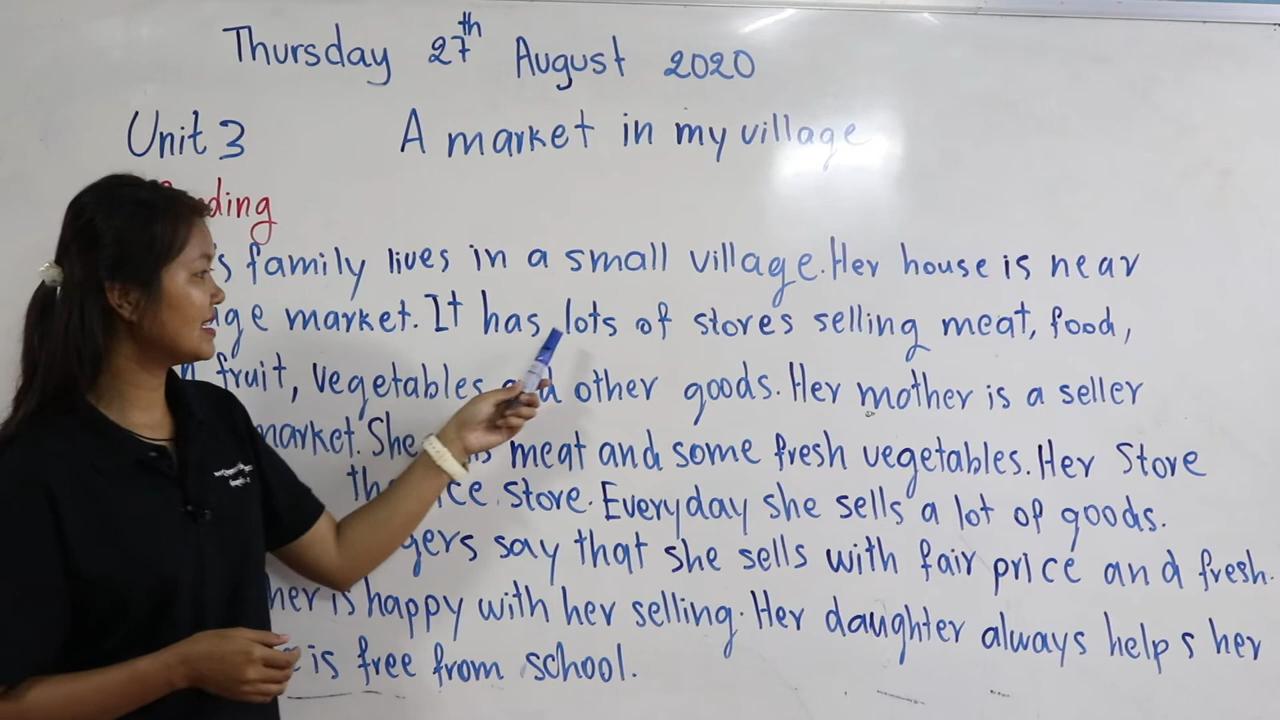 Thursday 27th August 2020
Unit 3 A market in my village
family lives in a small village. Her house is near
market. It has lots of stores selling meat, food,
fruit, vegetables and other goods. Her mother is a seller
market. She meat and some fresh vegetables. Her Store
store. Everyday she sells a lot of goods.
say that she sells with fair price and fresh.
is happy with her selling. Her daughter always helps her
is free from school.